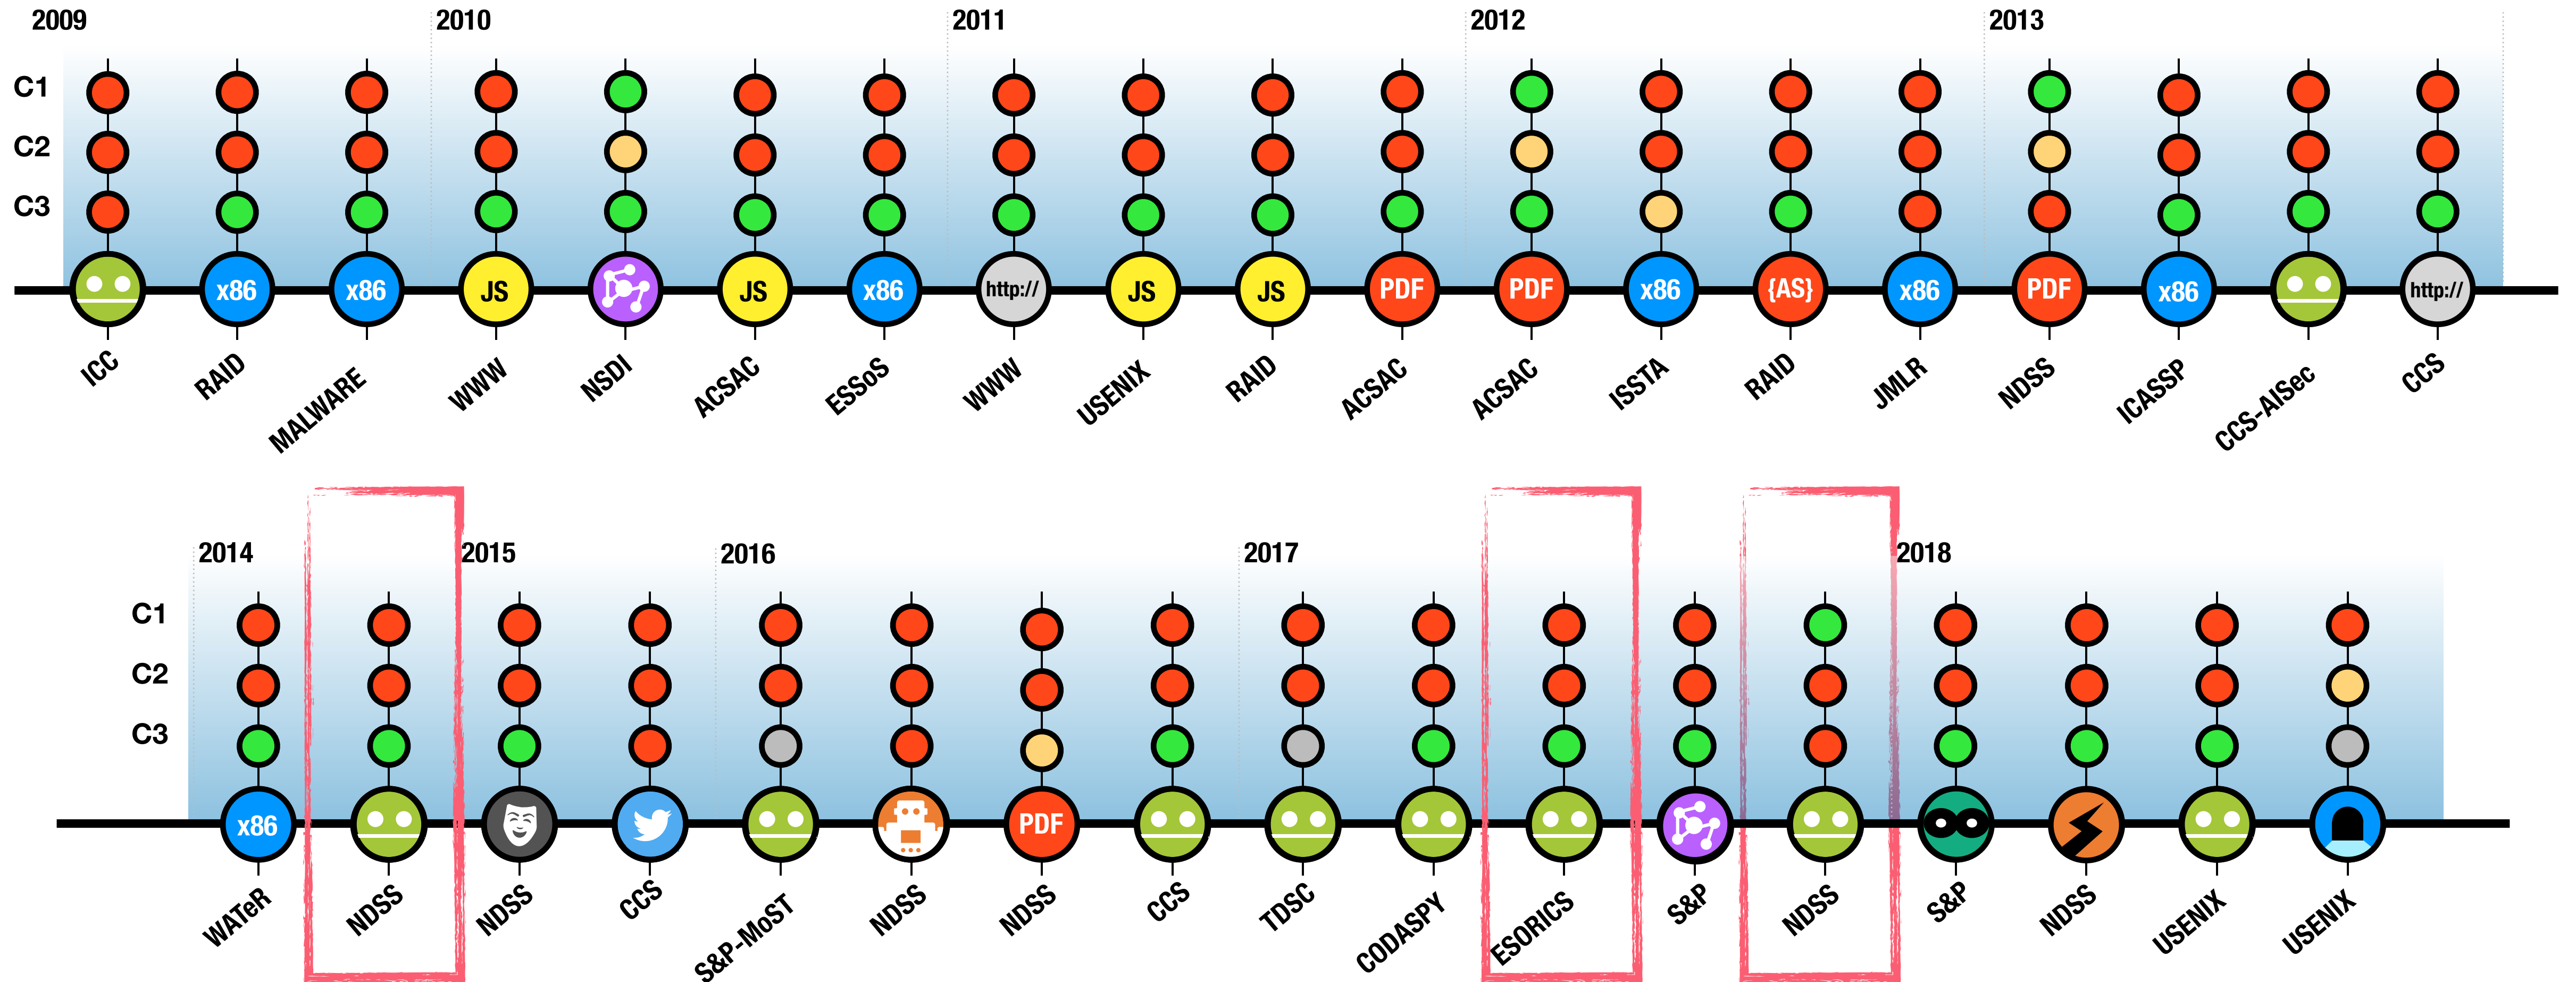 2009 2010 2011 2012 2013
C1
C2
C3
x86 x86 JS JS x86 http:// JS JS PDF PDF x86 {AS} x86 PDF x86 http://
ICC RAID MALWARE WWW NSDI ACSAC ESSoS WWW USENIX RAID ACSAC ACSAC ISSTA RAID JMLR NDSS ICASSP CCS-AISec CCS
2014 2015 2016 2017 2018
C1
C2
C3
x86 PDF
WATeR NDSS NDSS CCS S&P-MoST NDSS NDSS CCS TDSC CODASPY ESORICS S&P NDSS S&P NDSS USENIX USENIX